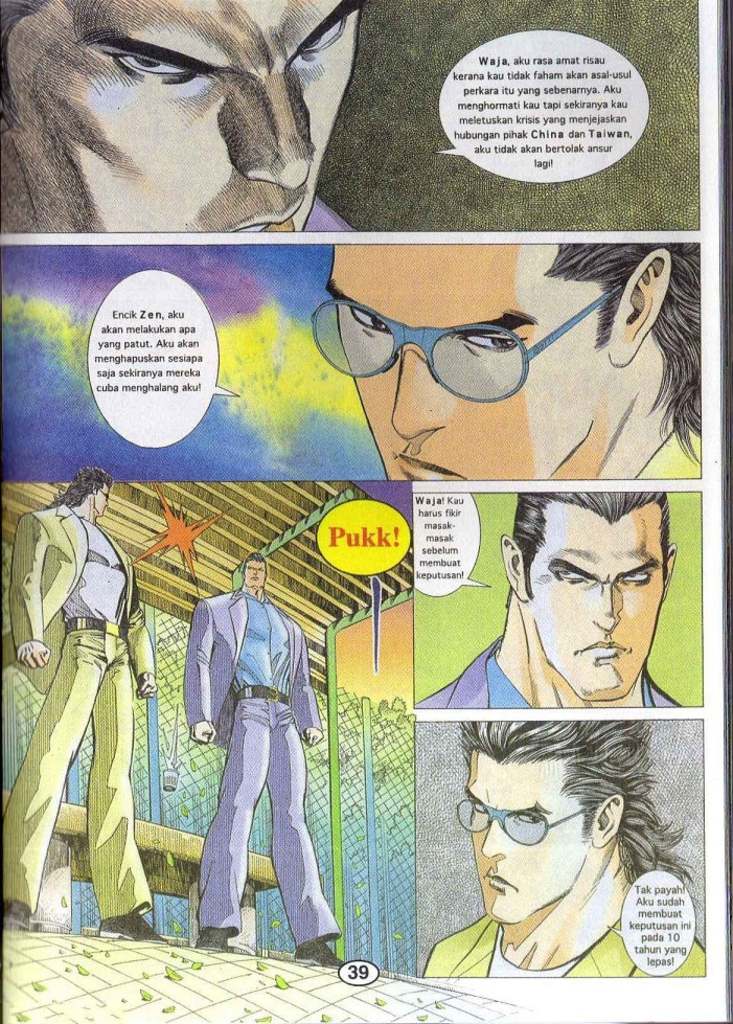 Waja, aku rasa amat risau
kerana kau tidak faham akan asal-usul
perkara itu yang sebenarnya. Aku
menghormati kau tapi sekiranya kau
meletuskan krisis yang menjejaskan
hubungan pihak China dan Taiwan,
aku tidak akan bertolak ansur
lagi!
Encik Zen, aku
akan melakukan apa
yang patut. Aku akan
menghapuskan sesiapa
saja sekiranya mereka
cuba menghalang aku!
Pukk!
Waja! Kau
harus fikir
masak-
masak
sebelum
membuat
keputusan!
Tak payah!
Aku sudah
membuat
keputusan ini
pada 10
tahun yang
lepas!
39